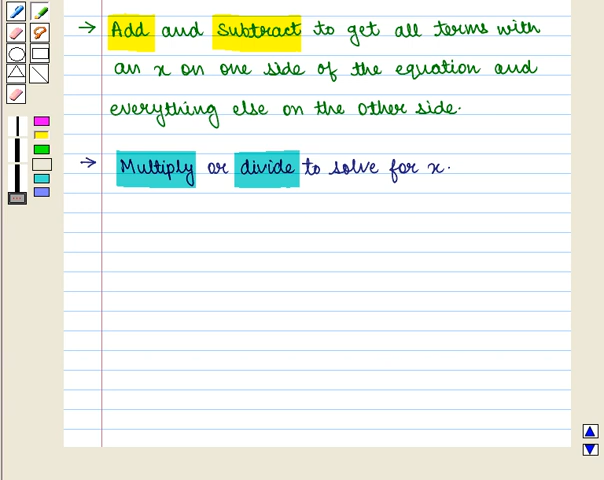 → Add and subtract to get all terms with
an x on one side of the equation and
everything else on the other side.
→ Multiply or divide to solve for x.